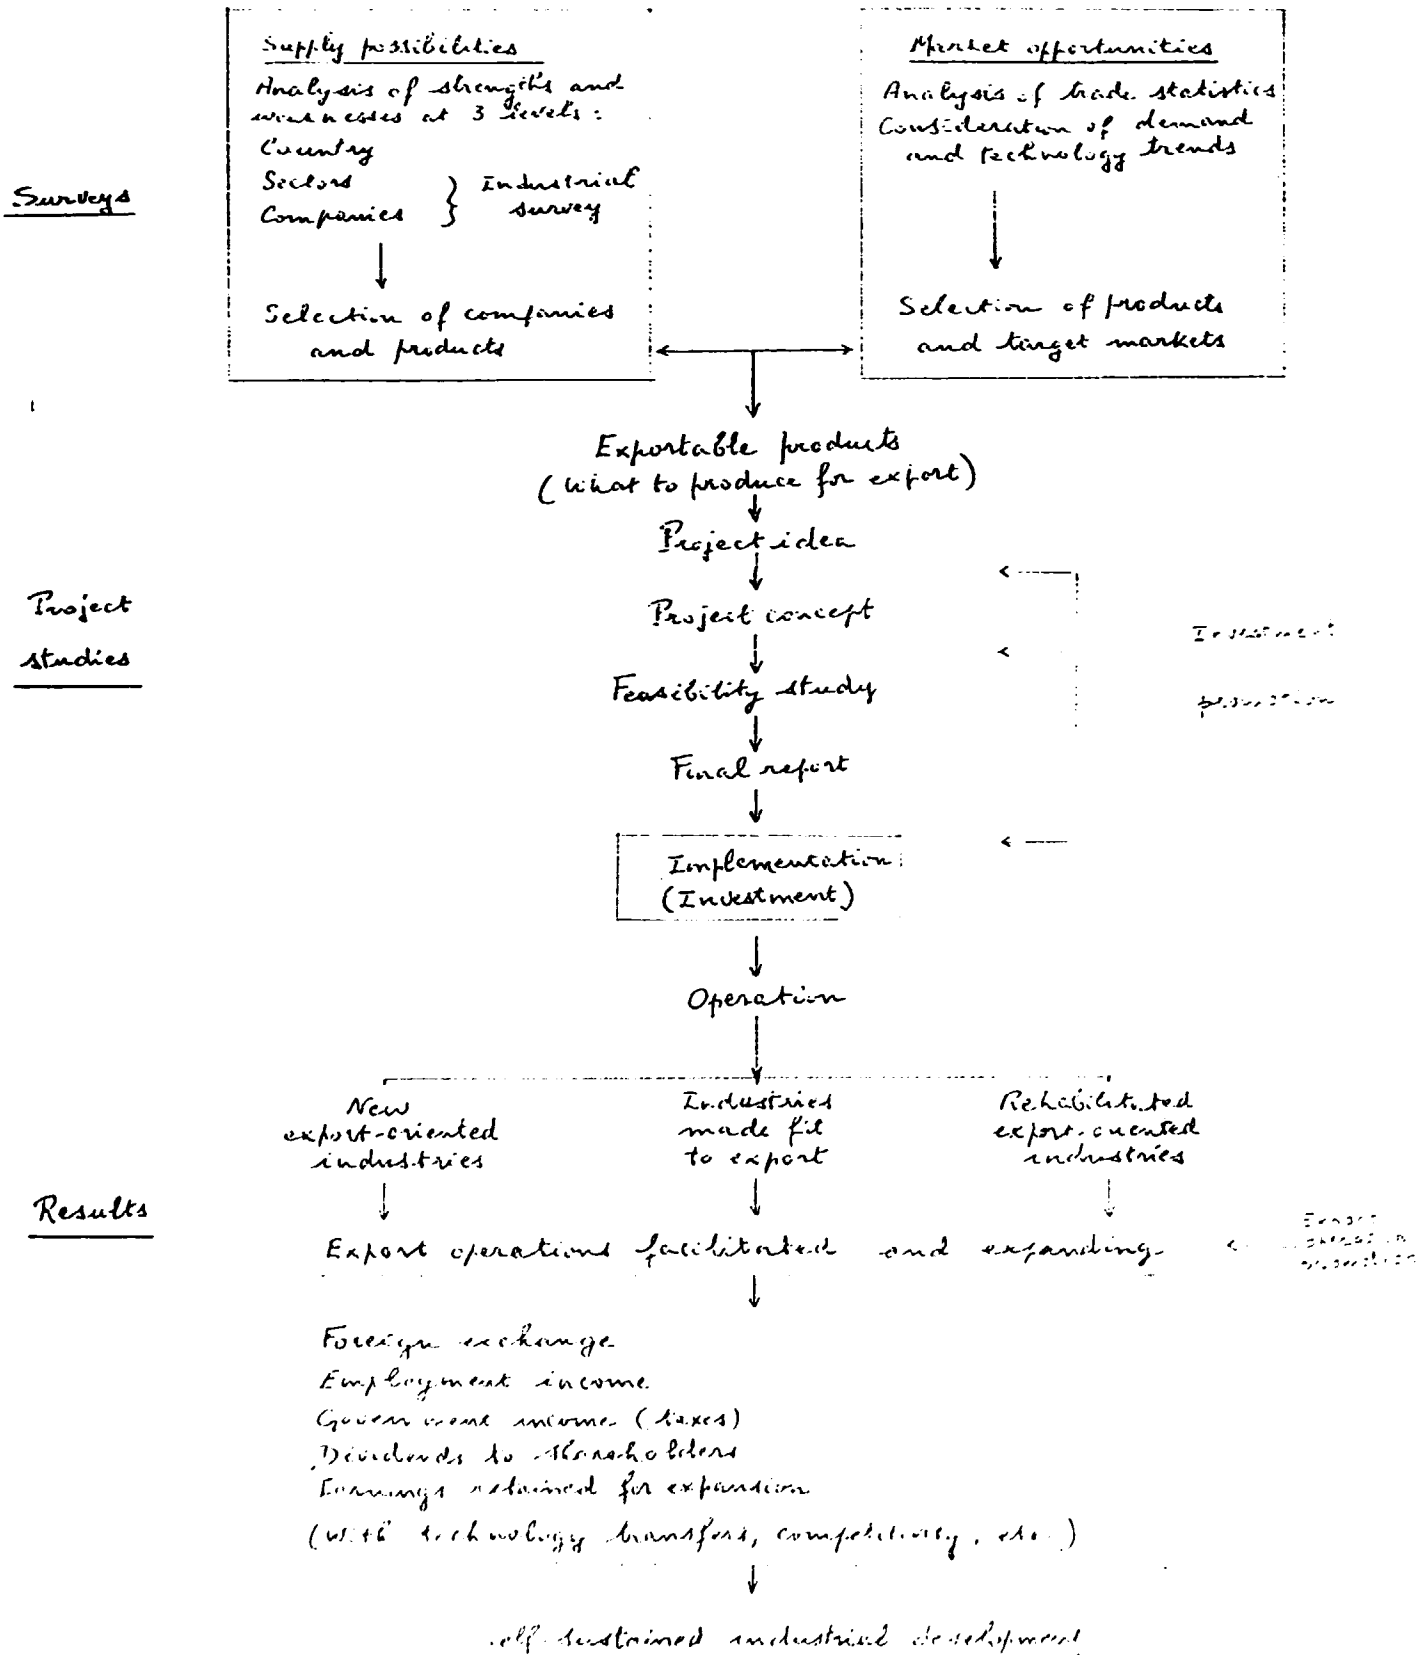 Supply possibilities
Analysis of strengths and
weaknesses at 3 levels:
Country
Sectors
Companies
} Industrial
survey
Selection of companies
and products
Market opportunities
Analysis of trade statistics
Consideration of demand
and technology trends
Selection of products
and target markets
Surveys
Exportable products
(What to produce for export)
Project idea
Project concept
Feasibility study
Final report
Project
studies
Investment
promotion
Implementation
(Investment)
Operation
New
export-oriented
industries
Industries
made fit
to export
Rehabilitated
export-oriented
industries
Results
Export operations facilitated and expanding
Export
promotion
Foreign exchange
Employment income
Government income (taxes)
Dividends to shareholders
Earnings retained for expansion
(With technology transfers, competitivity, etc.)
self-sustained industrial development